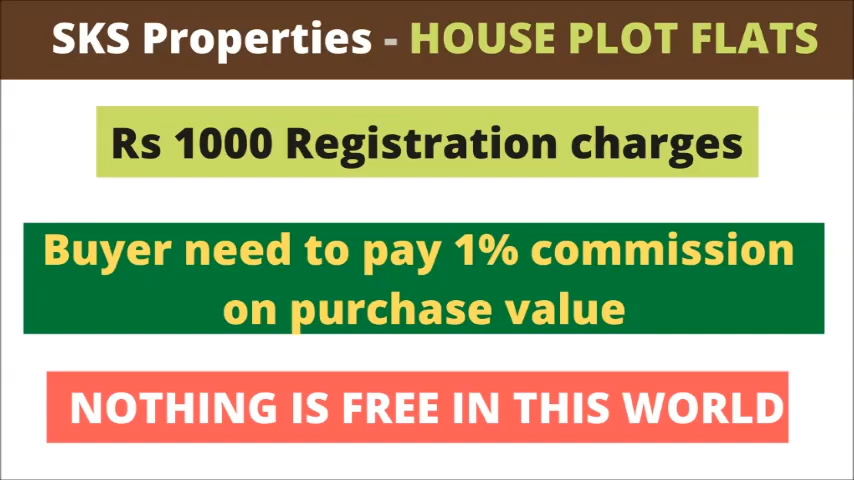 SKS Properties - HOUSE PLOT FLATS
Rs 1000 Registration charges
Buyer need to pay 1% commission
on purchase value
NOTHING IS FREE IN THIS WORLD